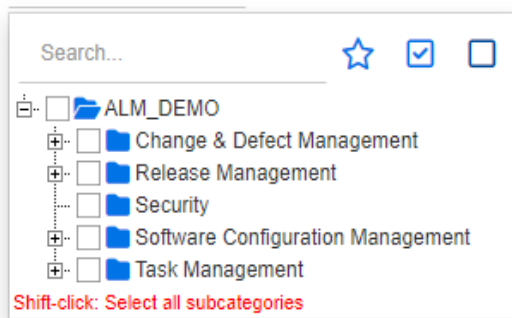 Search...
ALM_DEMO
Change & Defect Management
Release Management
Security
Software Configuration Management
Task Management
Shift-click: Select all subcategories